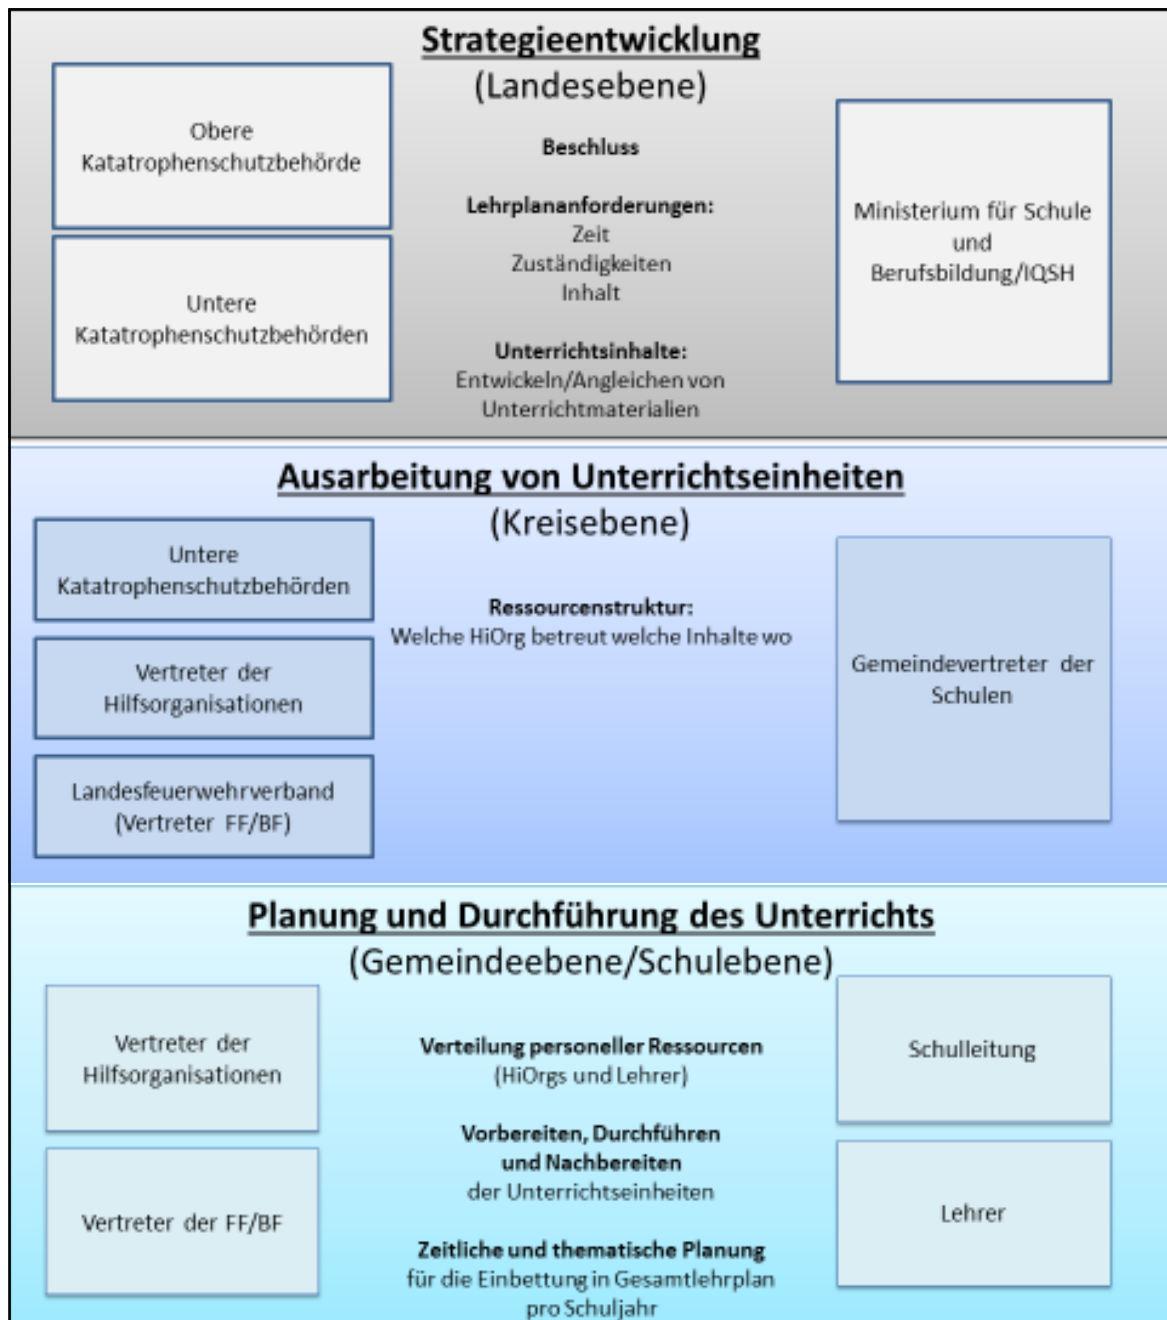 Strategieentwicklung
(Landesebene)
Obere
Katatrophenschutzbehörde
Untere
Katatrophenschutzbehörden
Beschluss
Lehrplananforderungen:
Zeit
Zuständigkeiten
Inhalt
Unterrichtsinhalte:
Entwickeln/Angleichen von
Unterrichtmaterialien
Ministerium für Schule
und
Berufsbildung/IQSH
Ausarbeitung von Unterrichtseinheiten
(Kreisebene)
Untere
Katatrophenschutzbehörden
Vertreter der
Hilfsorganisationen
Landesfeuerwehrverband
(Vertreter FF/BF)
Ressourcenstruktur:
Welche HiOrg betreut welche Inhalte wo
Gemeindevertreter der
Schulen
Planung und Durchführung des Unterrichts
(Gemeindeebene/Schulebene)
Vertreter der
Hilfsorganisationen
Vertreter der FF/BF
Verteilung personeller Ressourcen
(HiOrgs und Lehrer)
Vorbereiten, Durchführen
und Nachbereiten
der Unterrichtseinheiten
Zeitliche und thematische Planung
für die Einbettung in Gesamtlehrplan
pro Schuljahr
Schulleitung
Lehrer